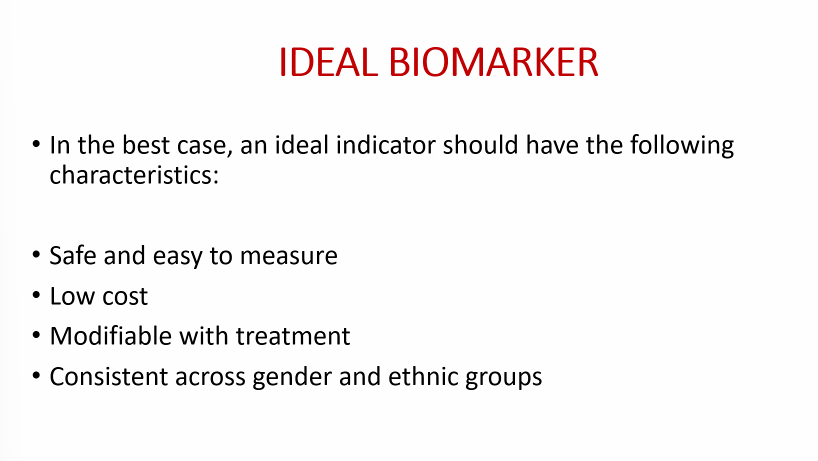 IDEAL BIOMARKER
• In the best case, an ideal indicator should have the following
characteristics:
• Safe and easy to measure
• Low cost
• Modifiable with treatment
• Consistent across gender and ethnic groups